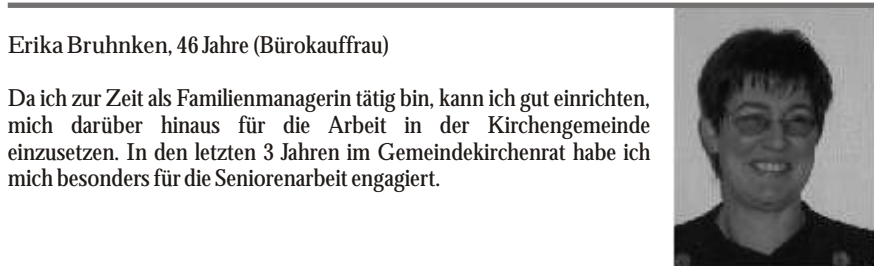 Erika Bruhnken, 46 Jahre (Bürokauffrau)
Da ich zur Zeit als Familienmanagerin tätig bin, kann ich gut einrichten,
mich darüber hinaus für die Arbeit in der Kirchengemeinde
einzusetzen. In den letzten 3 Jahren im Gemeindekirchenrat habe ich
mich besonders für die Seniorenarbeit engagiert.